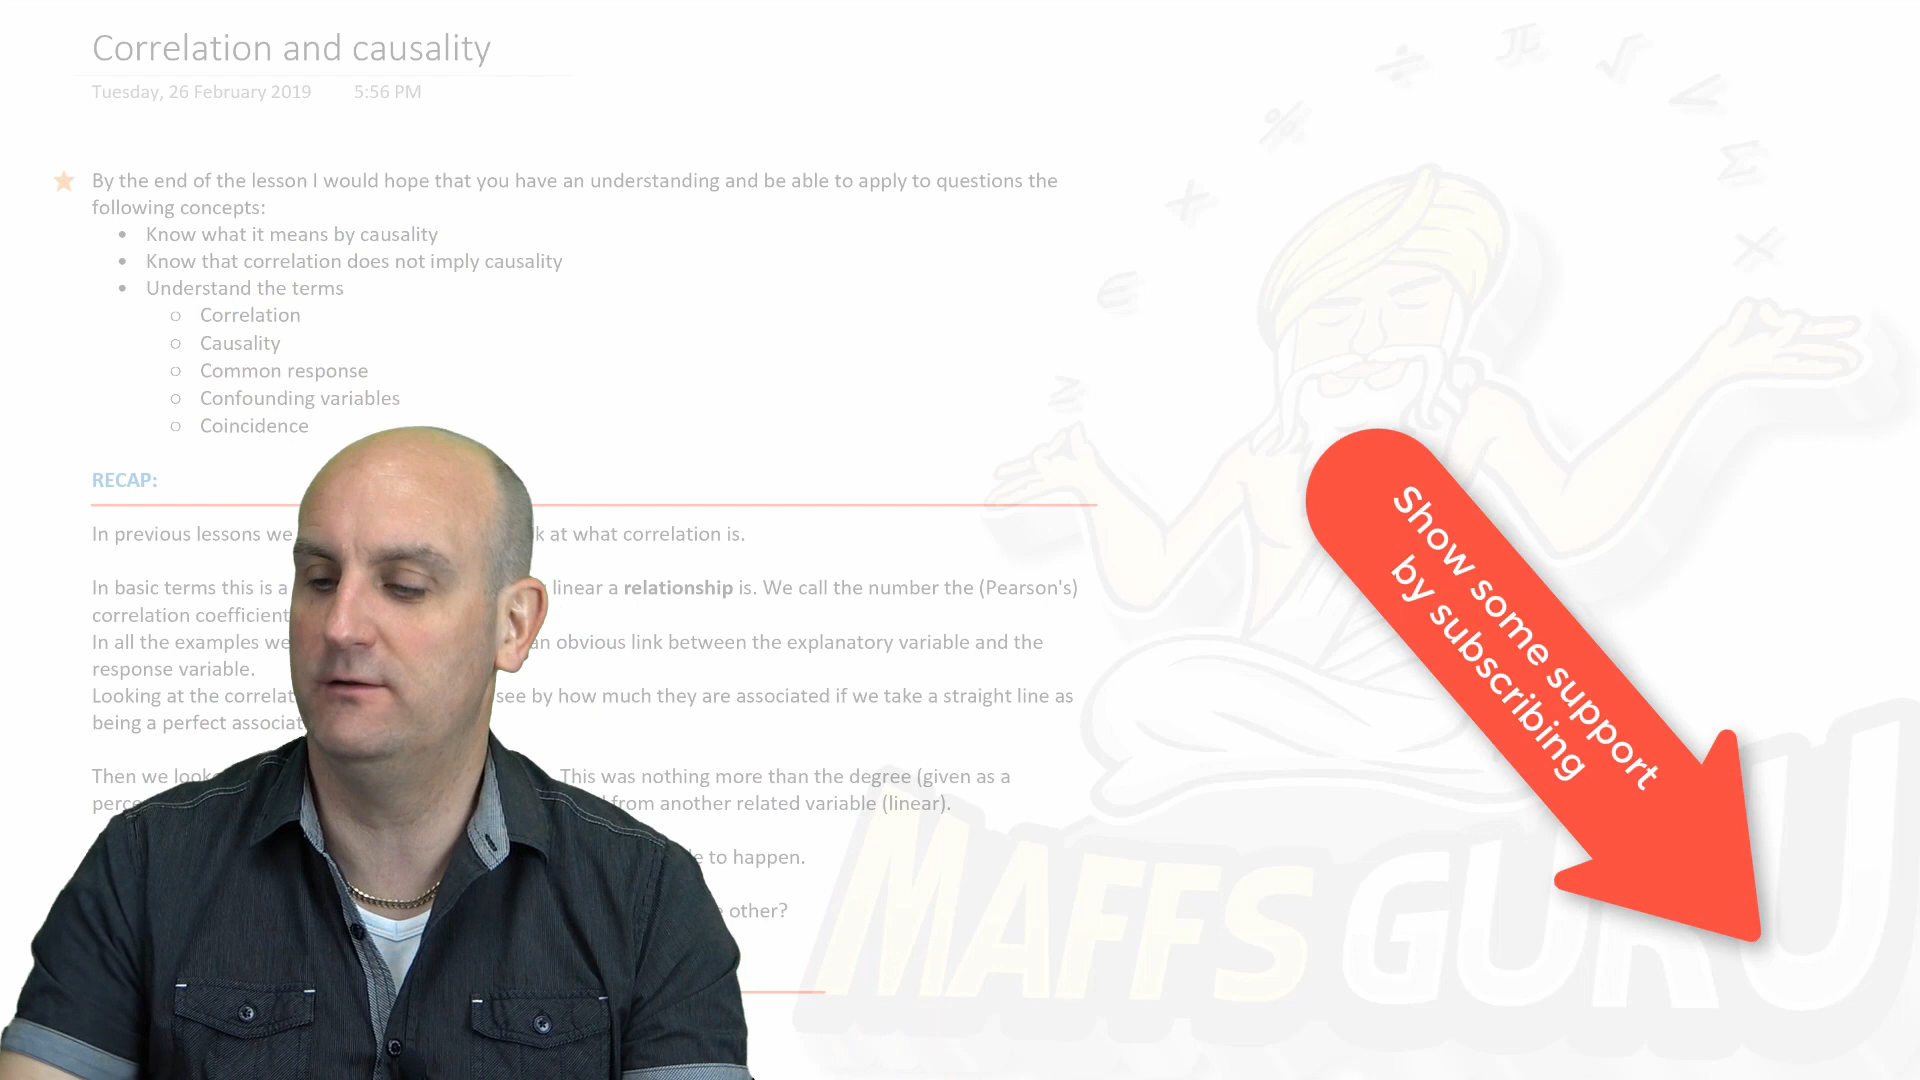 Correlation and causality
Tuesday, 26 February 2019 5:56 PM
By the end of the lesson I would hope that you have an understanding and be able to apply to questions the
following concepts:
• Know what it means by causality
• Know that correlation does not imply causality
• Understand the terms
○ Correlation
○ Causality
○ Common response
○ Confounding variables
○ Coincidence
RECAP:
In previous lessons we at what correlation is.
In basic terms this is a linear a relationship is. We call the number the (Pearson's)
correlation coefficient
In all the examples we an obvious link between the explanatory variable and the
response variable.
Looking at the see by how much they are associated if we take a straight line as
being a perfect
Then we This was nothing more than the degree (given as a
from another related variable (linear).
to happen.
other?
Show some support
by subscribing
MAFFS GURU
% ÷ π √ < Σ × + € Z